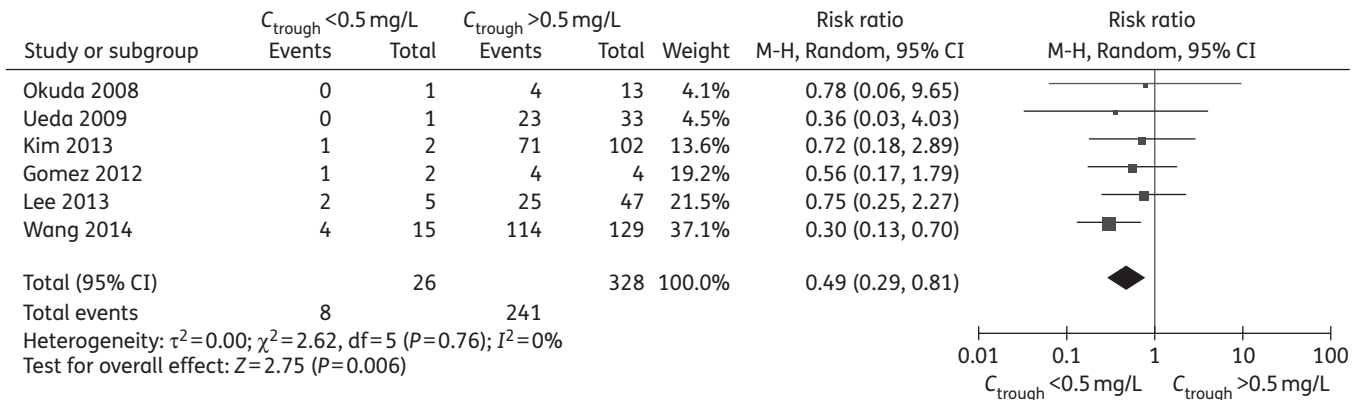 C trough <0.5 mg/L C trough >0.5 mg/L Risk ratio Risk ratio
Study or subgroup Events Total Events Total Weight M-H, Random, 95% CI M-H, Random, 95% CI
Okuda 2008 0 1 4 13 4.1% 0.78 (0.06, 9.65)
Ueda 2009 0 1 23 33 4.5% 0.36 (0.03, 4.03)
Kim 2013 1 2 71 102 13.6% 0.72 (0.18, 2.89)
Gomez 2012 1 2 4 4 19.2% 0.56 (0.17, 1.79)
Lee 2013 2 5 25 47 21.5% 0.75 (0.25, 2.27)
Wang 2014 4 15 114 129 37.1% 0.30 (0.13, 0.70)
Total (95% CI) 26 328 100.0% 0.49 (0.29, 0.81)
Total events 8 241
Heterogeneity: τ²=0.00; χ²=2.62, df=5 (P=0.76); I²=0%
Test for overall effect: Z=2.75 (P=0.006)
0.01 0.1 1 10 100
C trough <0.5 mg/L C trough >0.5 mg/L